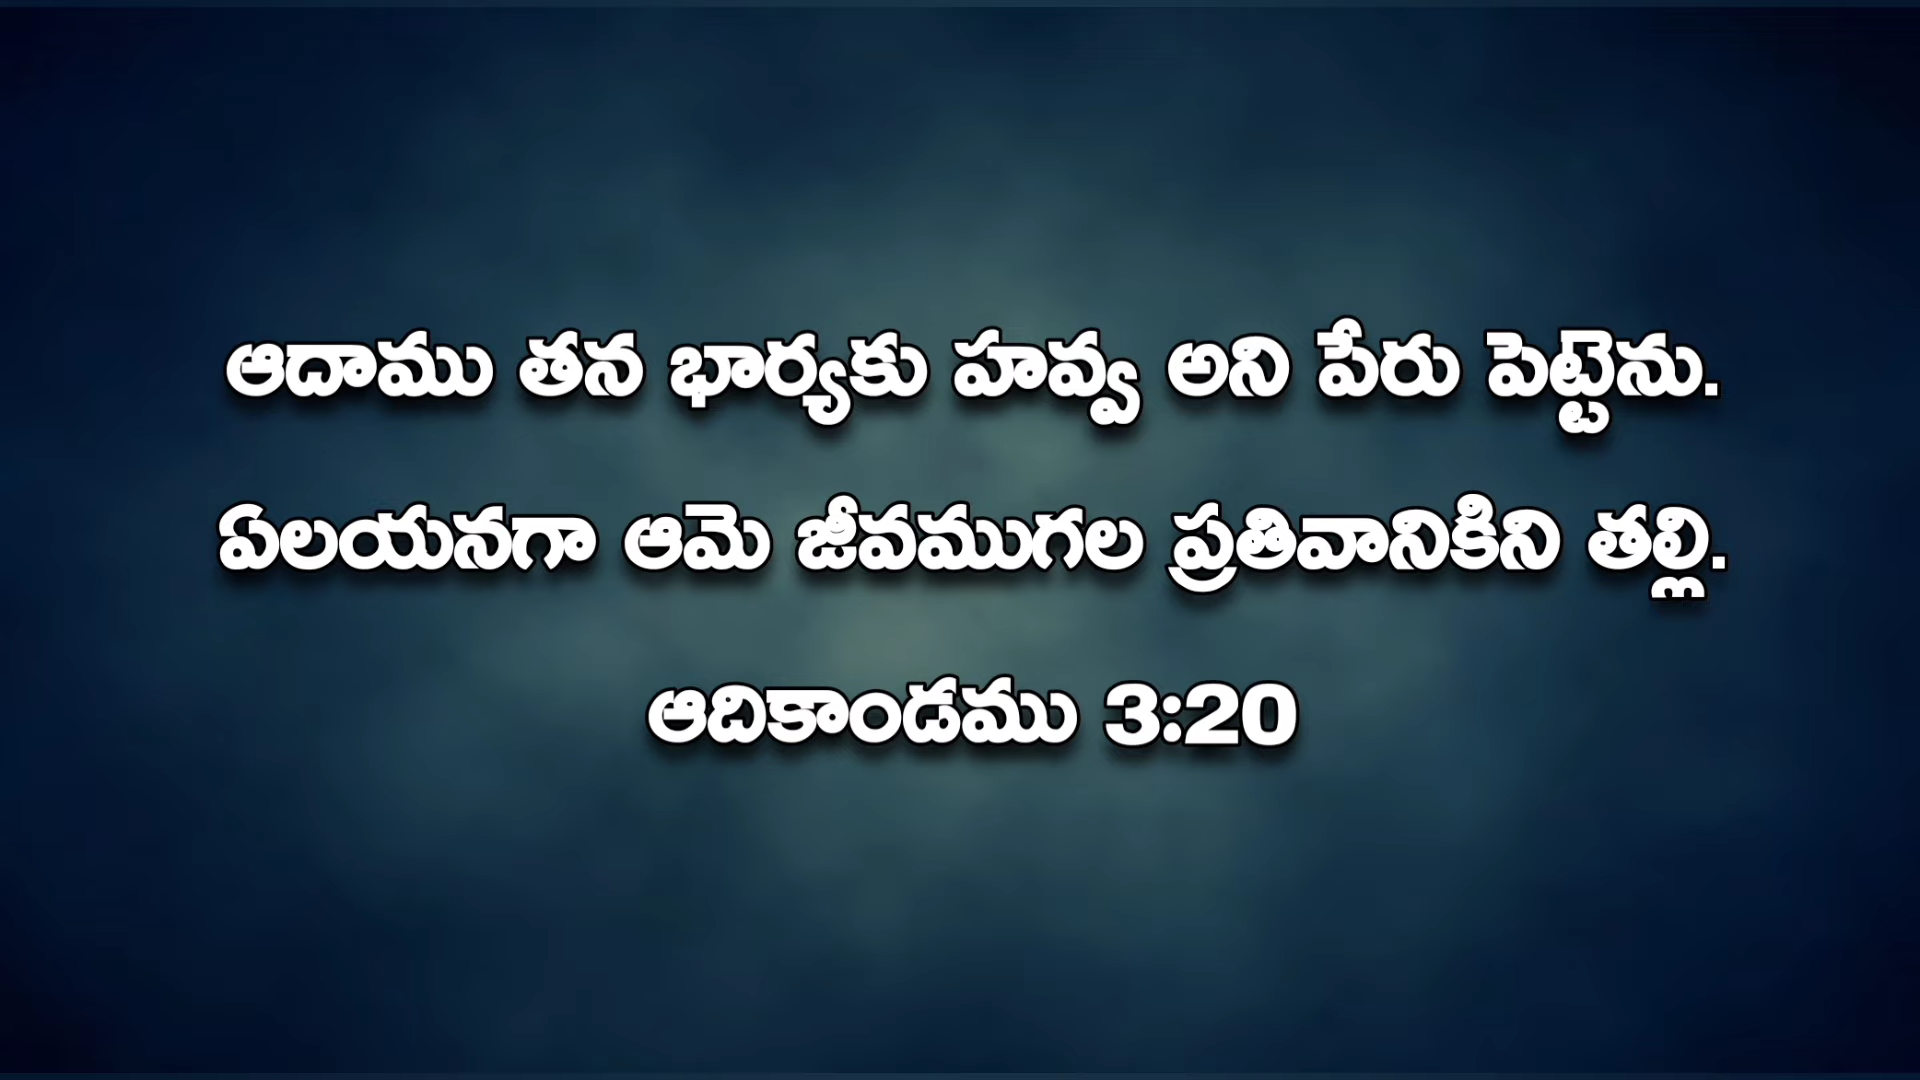 ఆదాము తన భార్యకు హవ్వ అని పేరు పెట్టెను.
ఏలయనగా ఆమె జీవముగల ప్రతివానికిని తల్లి.
ఆదికాండము 3:20